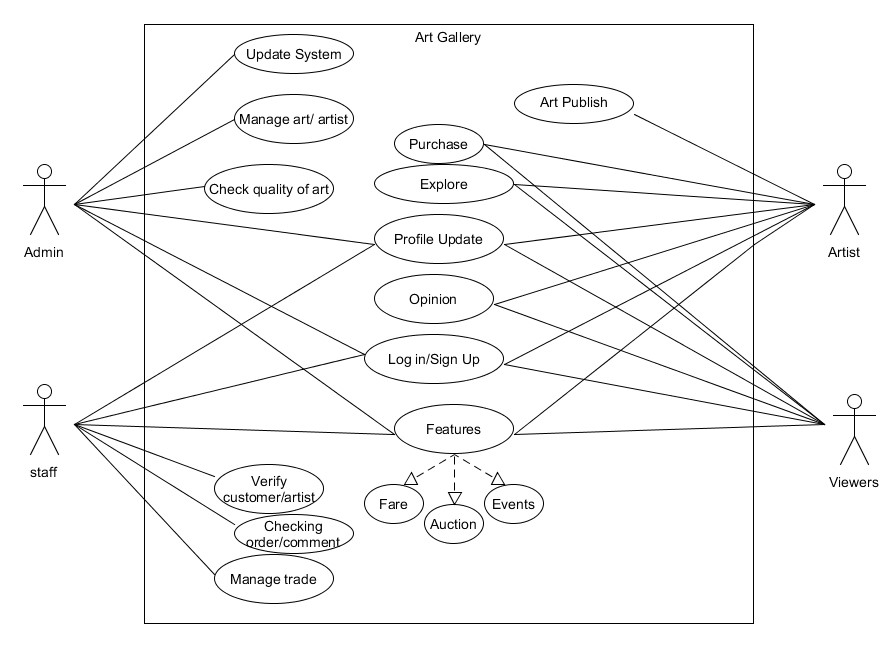 Art Gallery
Update System
Art Publish
Manage art/ artist
Purchase
Explore
Check quality of art
Profile Update
Admin
Artist
Opinion
Log in/Sign Up
Features
staff
Viewers
Verify
customer/artist
Fare
Events
Auction
Checking
order/comment
Manage trade